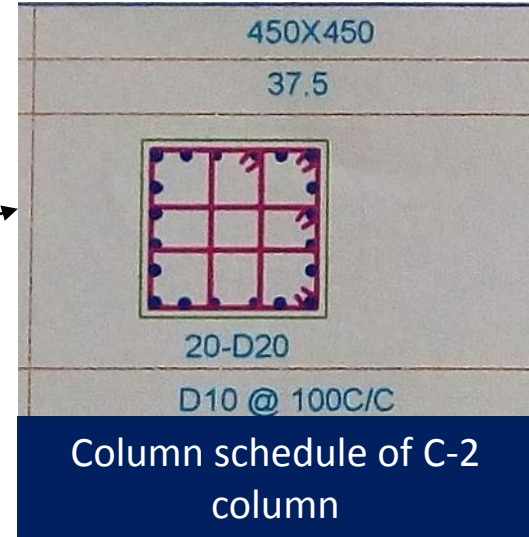 450X450
37.5
20-D20
D10 @ 100C/C
Column schedule of C-2
column